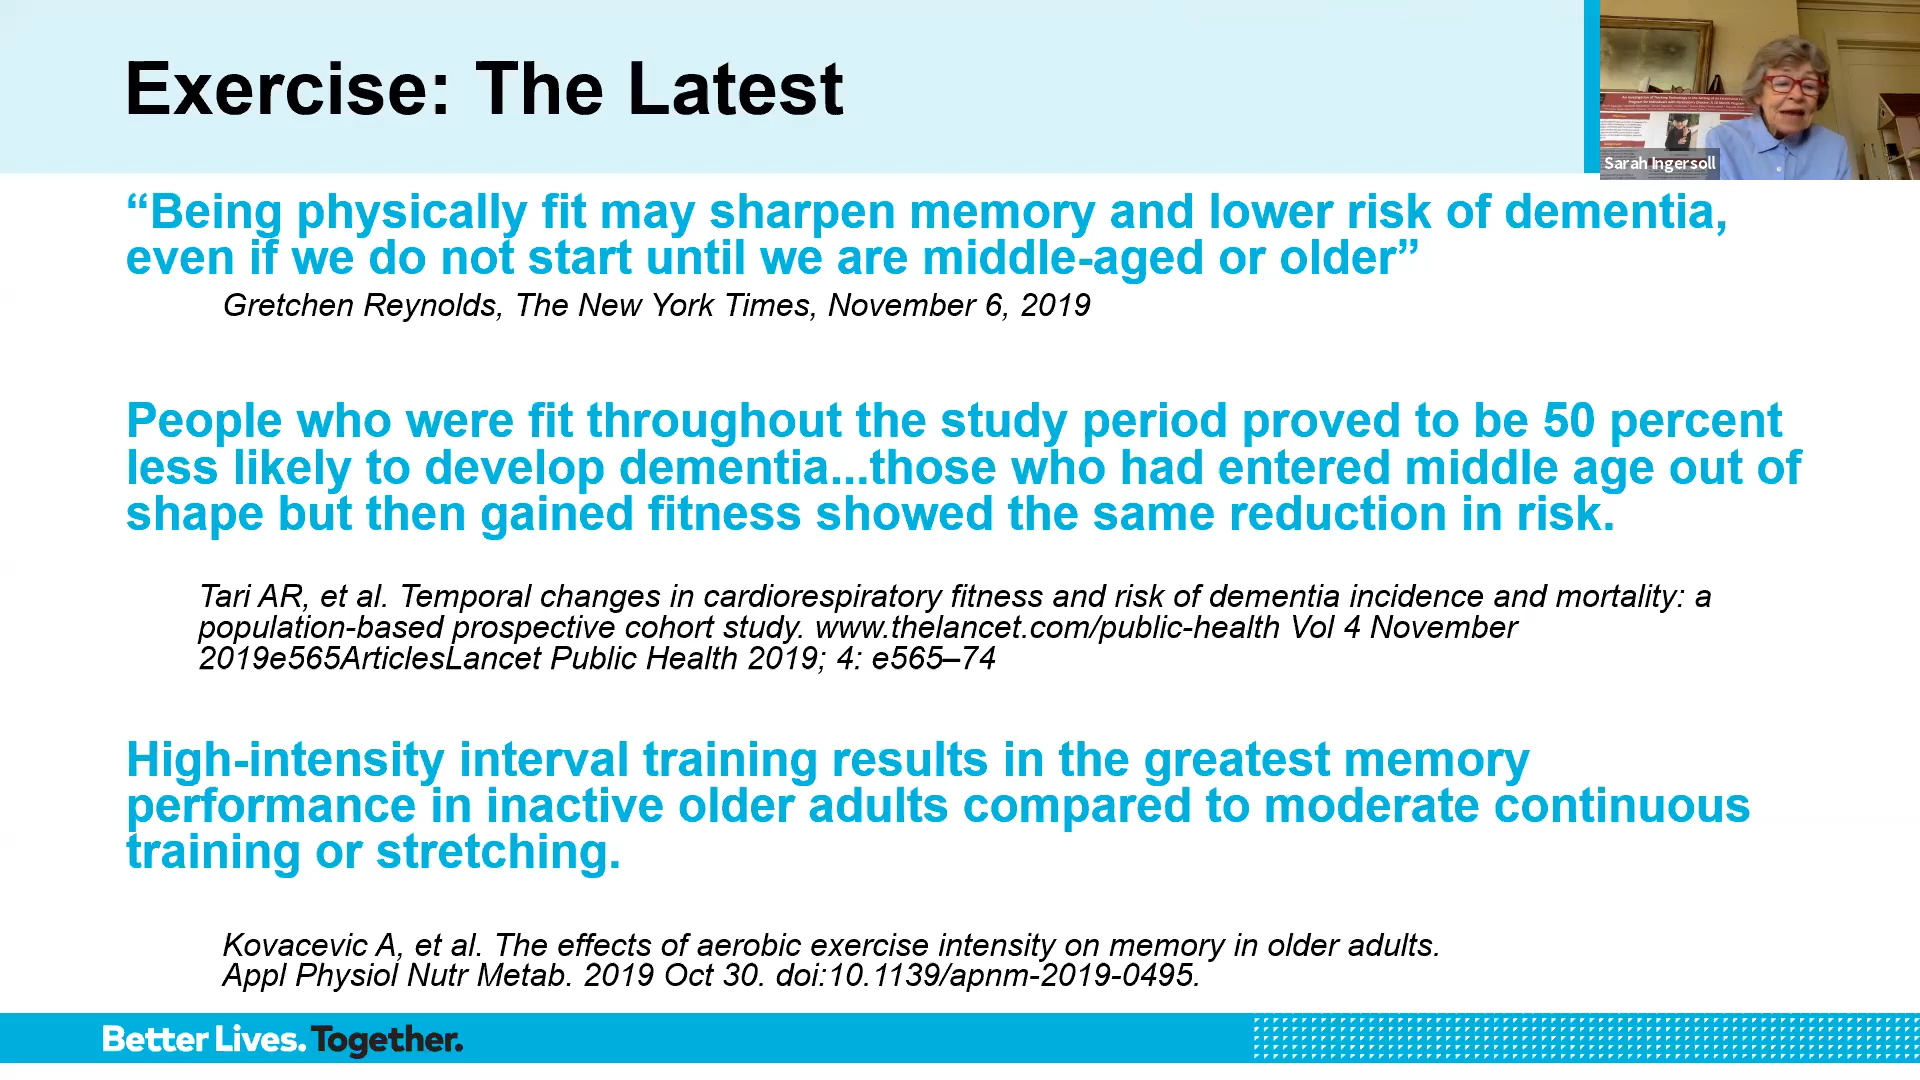 Exercise: The Latest
Sarah Ingersoll
“Being physically fit may sharpen memory and lower risk of dementia,
even if we do not start until we are middle-aged or older”
Gretchen Reynolds, The New York Times, November 6, 2019
People who were fit throughout the study period proved to be 50 percent
less likely to develop dementia...those who had entered middle age out of
shape but then gained fitness showed the same reduction in risk.
Tari AR, et al. Temporal changes in cardiorespiratory fitness and risk of dementia incidence and mortality: a
population-based prospective cohort study. www.thelancet.com/public-health Vol 4 November
2019e565ArticlesLancet Public Health 2019; 4: e565–74
High-intensity interval training results in the greatest memory
performance in inactive older adults compared to moderate continuous
training or stretching.
Kovacevic A, et al. The effects of aerobic exercise intensity on memory in older adults.
Appl Physiol Nutr Metab. 2019 Oct 30. doi:10.1139/apnm-2019-0495.
Better Lives. Together.